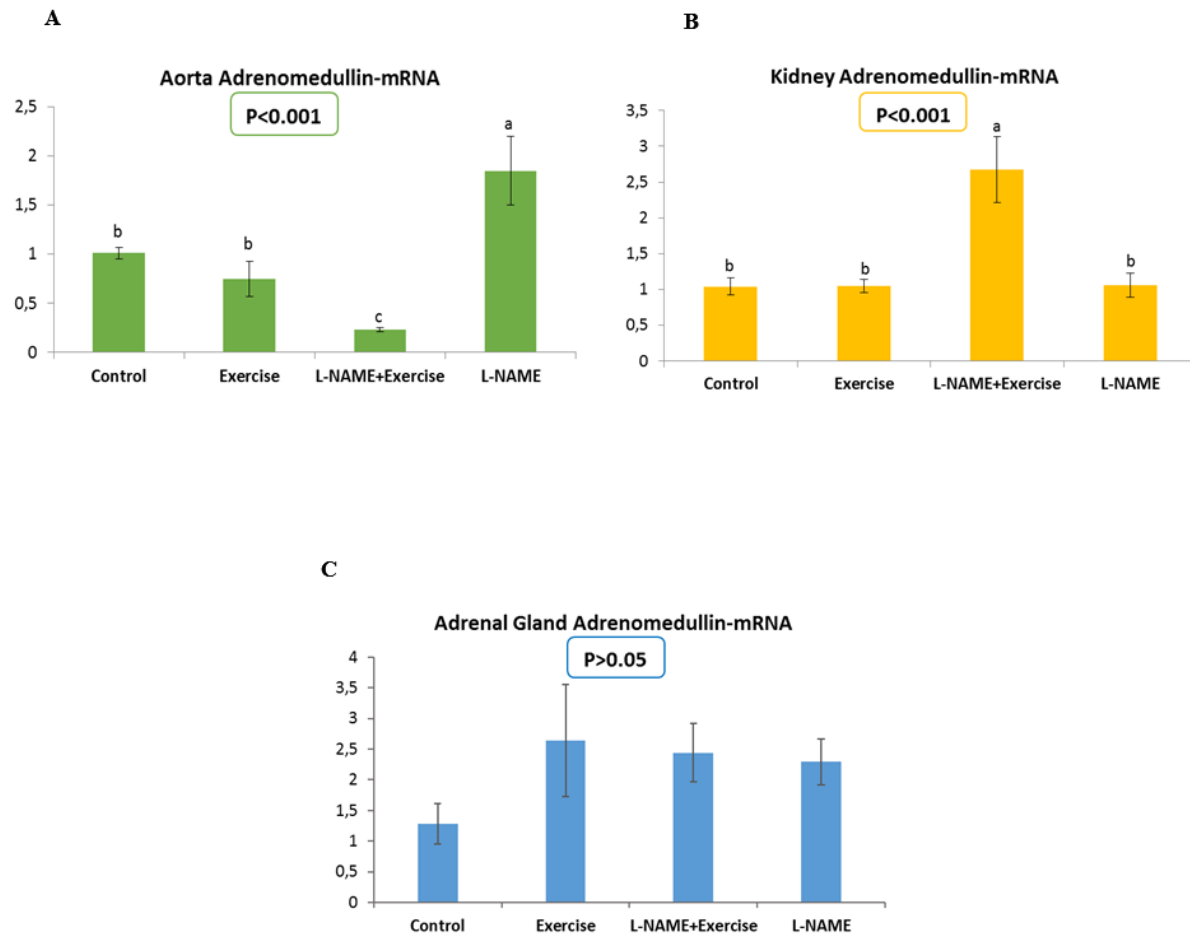 A
Aorta Adrenomedullin-mRNA
P<0.001
2,5
2
1,5
1
0,5
0
b
b
c
a
Control Exercise L-NAME+Exercise L-NAME
B
Kidney Adrenomedullin-mRNA
P<0.001
3,5
3
2,5
2
1,5
1
0,5
0
b
b
a
b
Control Exercise L-NAME+Exercise L-NAME
C
Adrenal Gland Adrenomedullin-mRNA
P>0.05
4
3,5
3
2,5
2
1,5
1
0,5
0
Control Exercise L-NAME+Exercise L-NAME